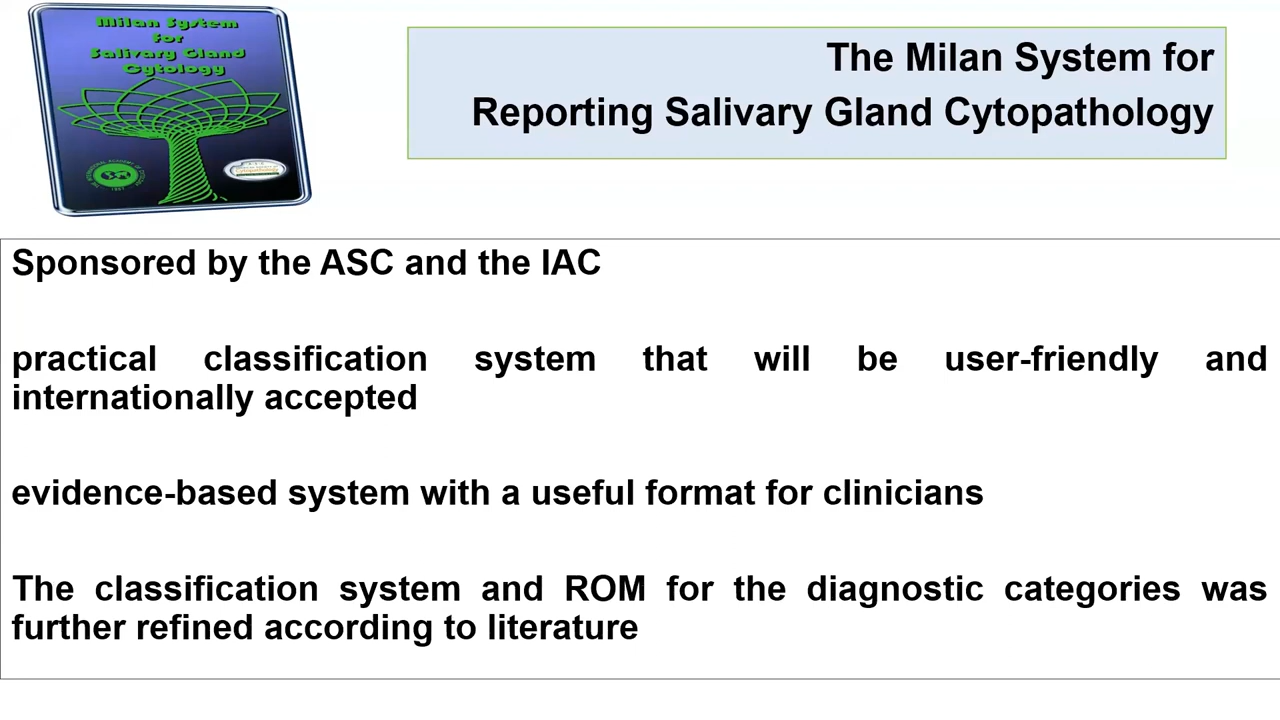 Milan System
for
Salivary Gland
Cytology
The Milan System for
Reporting Salivary Gland Cytopathology
Sponsored by the ASC and the IAC
practical classification system that will be user-friendly and
internationally accepted
evidence-based system with a useful format for clinicians
The classification system and ROM for the diagnostic categories was
further refined according to literature